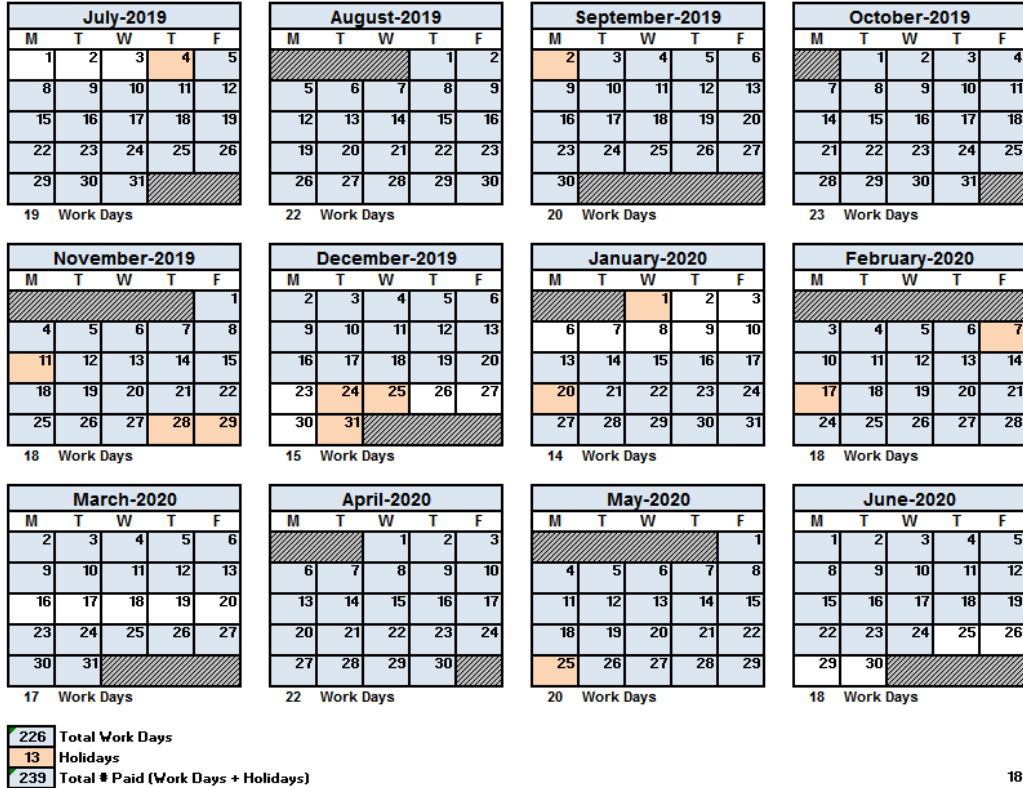 July-2019 August-2019 September-2019 October-2019
M T W T F M T W T F M T W T F M T W T F
1 2 3 4 5 1 2 2 3 4 5 6 1 2 3 4
8 9 10 11 12 5 6 7 8 9 9 10 11 12 13 7 8 9 10 11
15 16 17 18 19 12 13 14 15 16 16 17 18 19 20 14 15 16 17 18
22 23 24 25 26 19 20 21 22 23 23 24 25 26 27 21 22 23 24 25
29 30 31 26 27 28 29 30 30 28 29 30 31
19 Work Days 22 Work Days 20 Work Days 23 Work Days
November-2019 December-2019 January-2020 February-2020
M T W T F M T W T F M T W T F M T W T F
1 2 3 4 5 6 1 2 3
4 5 6 7 8 9 10 11 12 13 6 7 8 9 10 3 4 5 6 7
11 12 13 14 15 16 17 18 19 20 13 14 15 16 17 10 11 12 13 14
18 19 20 21 22 23 24 25 26 27 20 21 22 23 24 17 18 19 20 21
25 26 27 28 29 30 31 27 28 29 30 31 24 25 26 27 28
18 Work Days 15 Work Days 14 Work Days 18 Work Days
March-2020 April-2020 May-2020 June-2020
M T W T F M T W T F M T W T F M T W T F
2 3 4 5 6 1 2 3 1 1 2 3 4 5
9 10 11 12 13 6 7 8 9 10 4 5 6 7 8 8 9 10 11 12
16 17 18 19 20 13 14 15 16 17 11 12 13 14 15 15 16 17 18 19
23 24 25 26 27 20 21 22 23 24 18 19 20 21 22 22 23 24 25 26
30 31 27 28 29 30 25 26 27 28 29 29 30
17 Work Days 22 Work Days 20 Work Days 18 Work Days
226 Total Work Days
13 Holidays
239 Total # Paid (Work Days + Holidays) 18